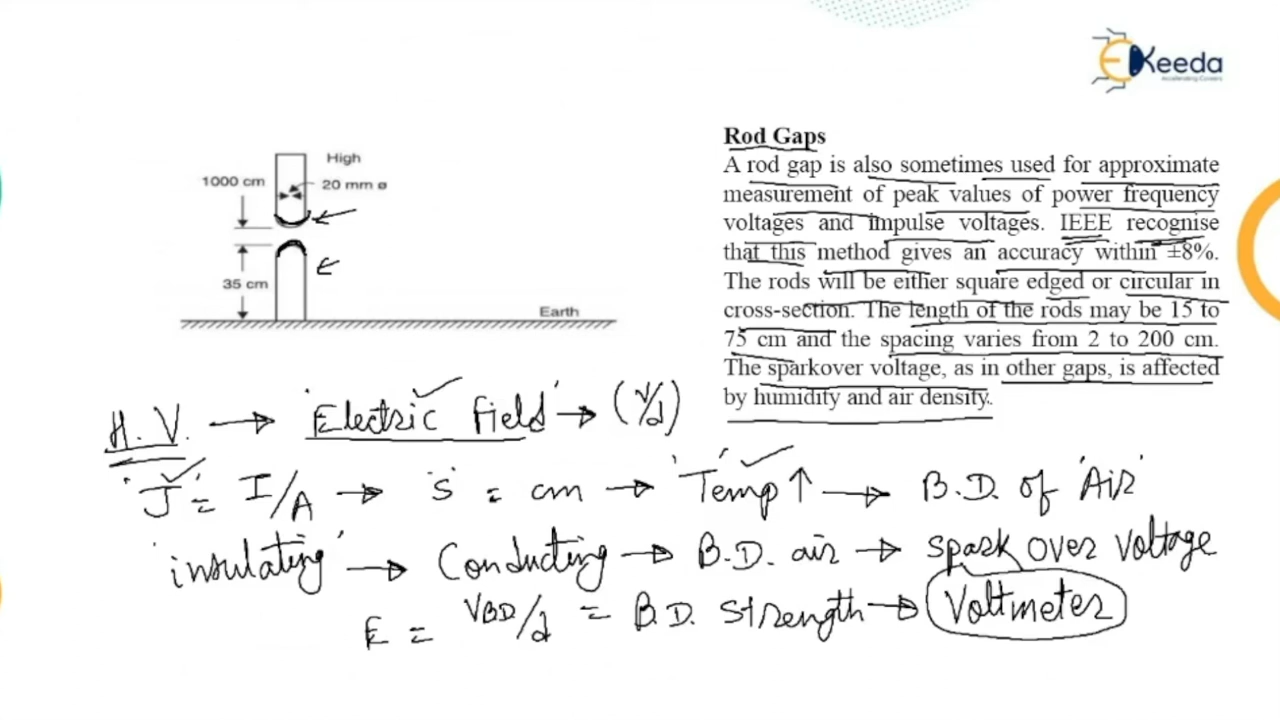 EKeeda
Rod Gaps
A rod gap is also sometimes used for approximate
measurement of peak values of power frequency
voltages and impulse voltages. IEEE recognise
that this method gives an accuracy within ±8%.
The rods will be either square edged or circular in
cross-section. The length of the rods may be 15 to
75 cm and the spacing varies from 2 to 200 cm.
The sparkover voltage, as in other gaps, is affected
by humidity and air density.
High
1000 cm
20 mm ø
35 cm
Earth
H.V. → 'Electric field' → (V/d)
'J' = I/A → 'S' = cm → 'Temp ↑ → B.D. of 'Air'
'insulating' → Conducting → B.D. air → spark over voltage
E = VBD/d = B.D. strength → Voltmeter